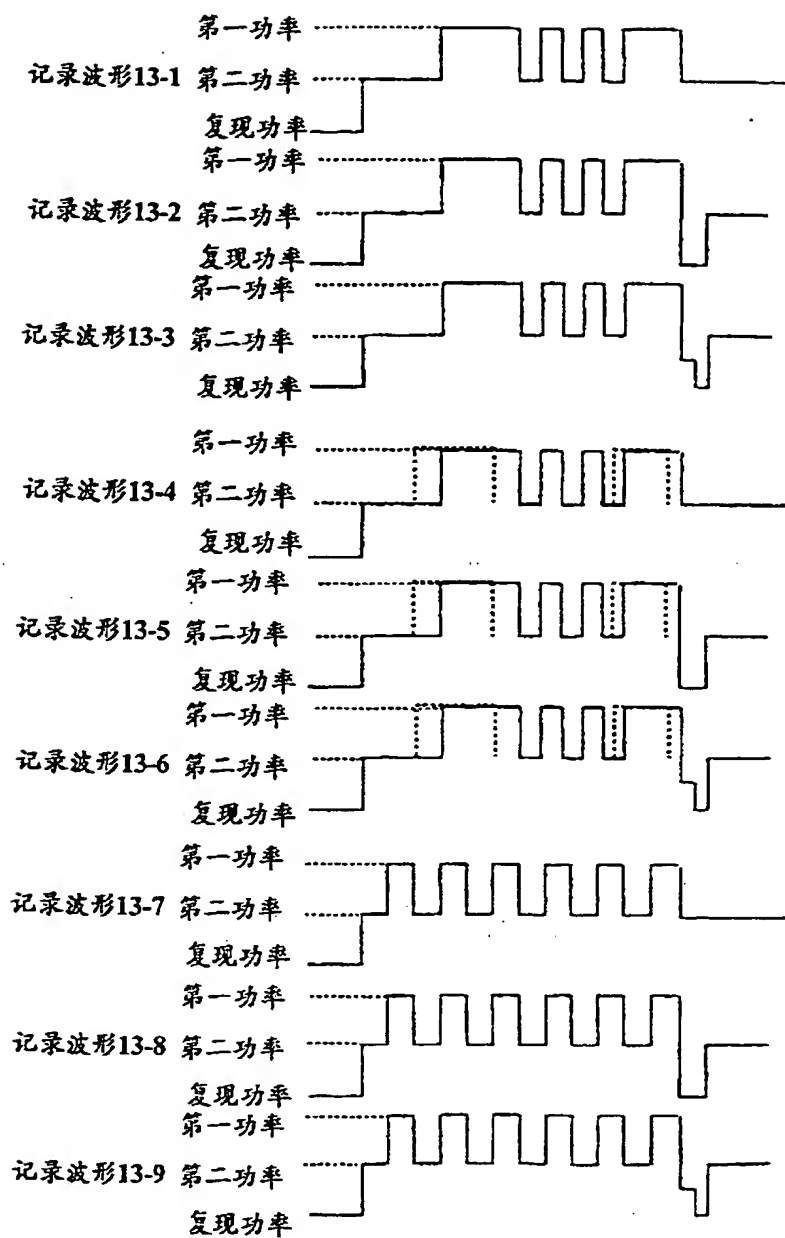 第一功率
记录波形13-1 第二功率
复现功率
第一功率
记录波形13-2 第二功率
复现功率
第一功率
记录波形13-3 第二功率
复现功率
第一功率
记录波形13-4 第二功率
复现功率
第一功率
记录波形13-5 第二功率
复现功率
第一功率
记录波形13-6 第二功率
复现功率
第一功率
记录波形13-7 第二功率
复现功率
第一功率
记录波形13-8 第二功率
复现功率
第一功率
记录波形13-9 第二功率
复现功率